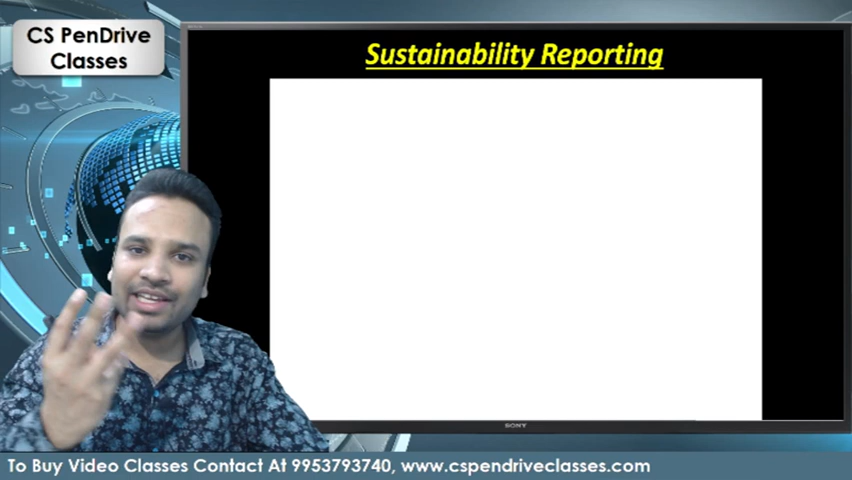 CS PenDrive
Classes
Sustainability Reporting
SONY
To Buy Video Classes Contact At 9953793740, www.cspendriveclasses.com